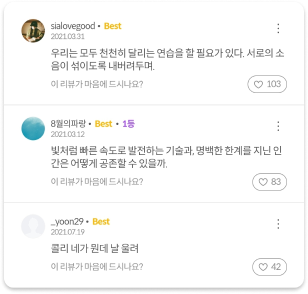 sialovegood • Best
2021.03.31
우리는 모두 천천히 달리는 연습을 할 필요가 있다. 서로의 소
음이 섞이도록 내버려두며.
이 리뷰가 마음에 드시나요?
103
8월의파랑 • Best • 1등
2021.03.12
빛처럼 빠른 속도로 발전하는 기술과, 명백한 한계를 지닌 인
간은 어떻게 공존할 수 있을까.
이 리뷰가 마음에 드시나요?
83
_yoon29 • Best
2021.07.19
콜리 네가 뭔데 날 울려
이 리뷰가 마음에 드시나요?
42